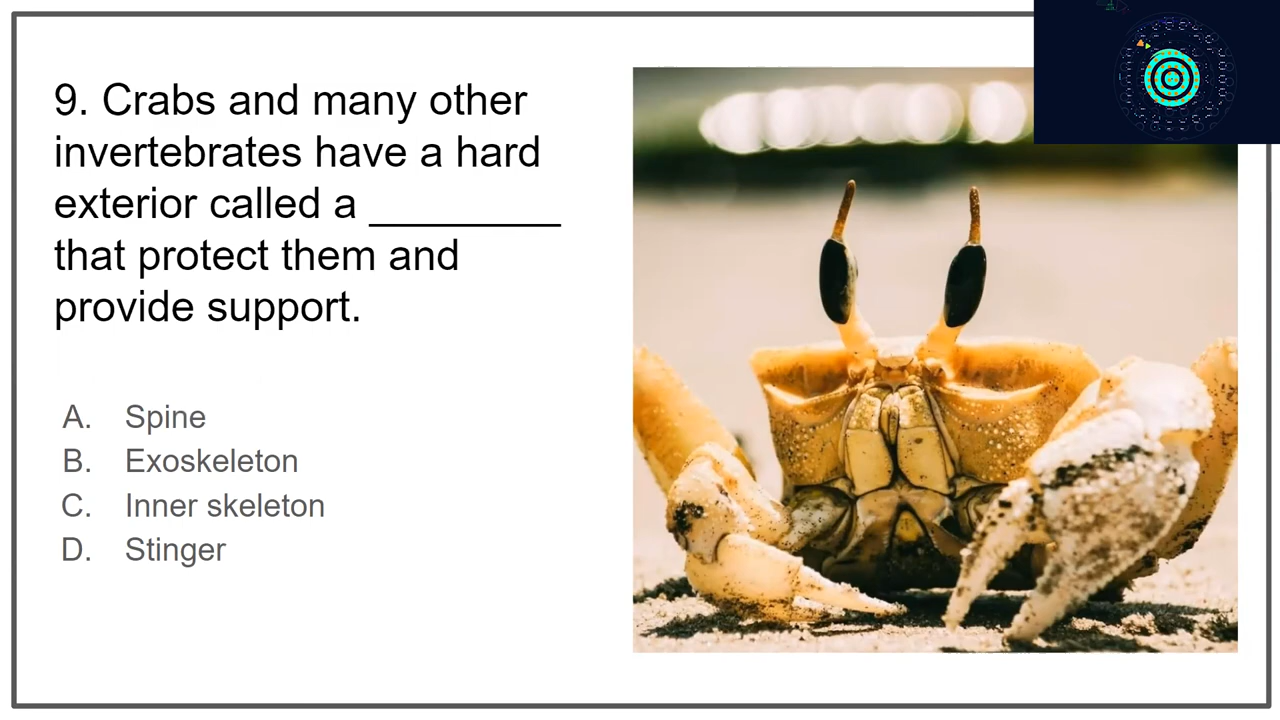 9. Crabs and many other
invertebrates have a hard
exterior called a ________
that protect them and
provide support.
A. Spine
B. Exoskeleton
C. Inner skeleton
D. Stinger